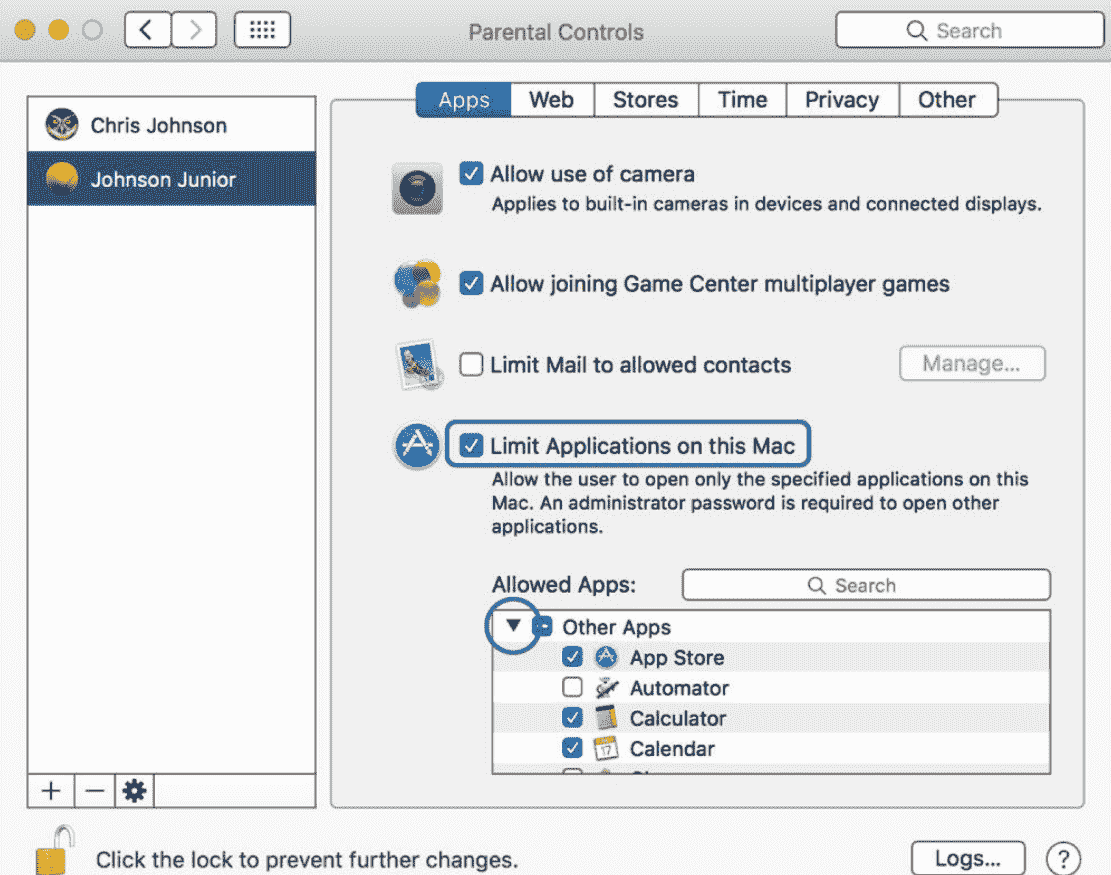 Parental Controls
Search
Apps Web Stores Time Privacy Other
Chris Johnson
Johnson Junior
Allow use of camera
Applies to built-in cameras in devices and connected displays.
Allow joining Game Center multiplayer games
Limit Mail to allowed contacts
Manage...
Limit Applications on this Mac
Allow the user to open only the specified applications on this
Mac. An administrator password is required to open other
applications.
Allowed Apps:
Search
Other Apps
App Store
Automator
Calculator
17
Calendar
Click the lock to prevent further changes.
Logs...
?